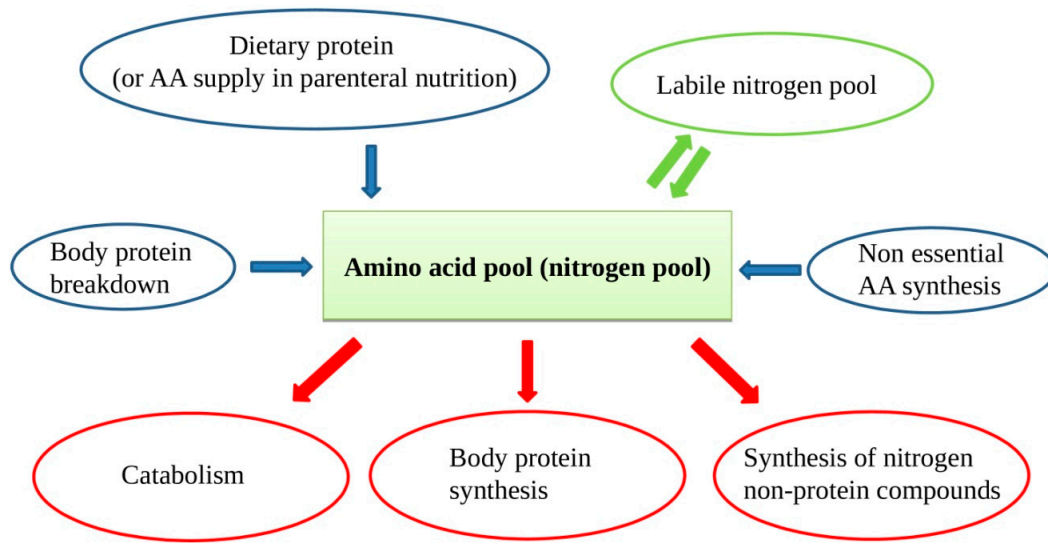 Dietary protein
(or AA supply in parenteral nutrition)
Labile nitrogen pool
Body protein
breakdown
Amino acid pool (nitrogen pool)
Non essential
AA synthesis
Catabolism
Body protein
synthesis
Synthesis of nitrogen
non-protein compounds